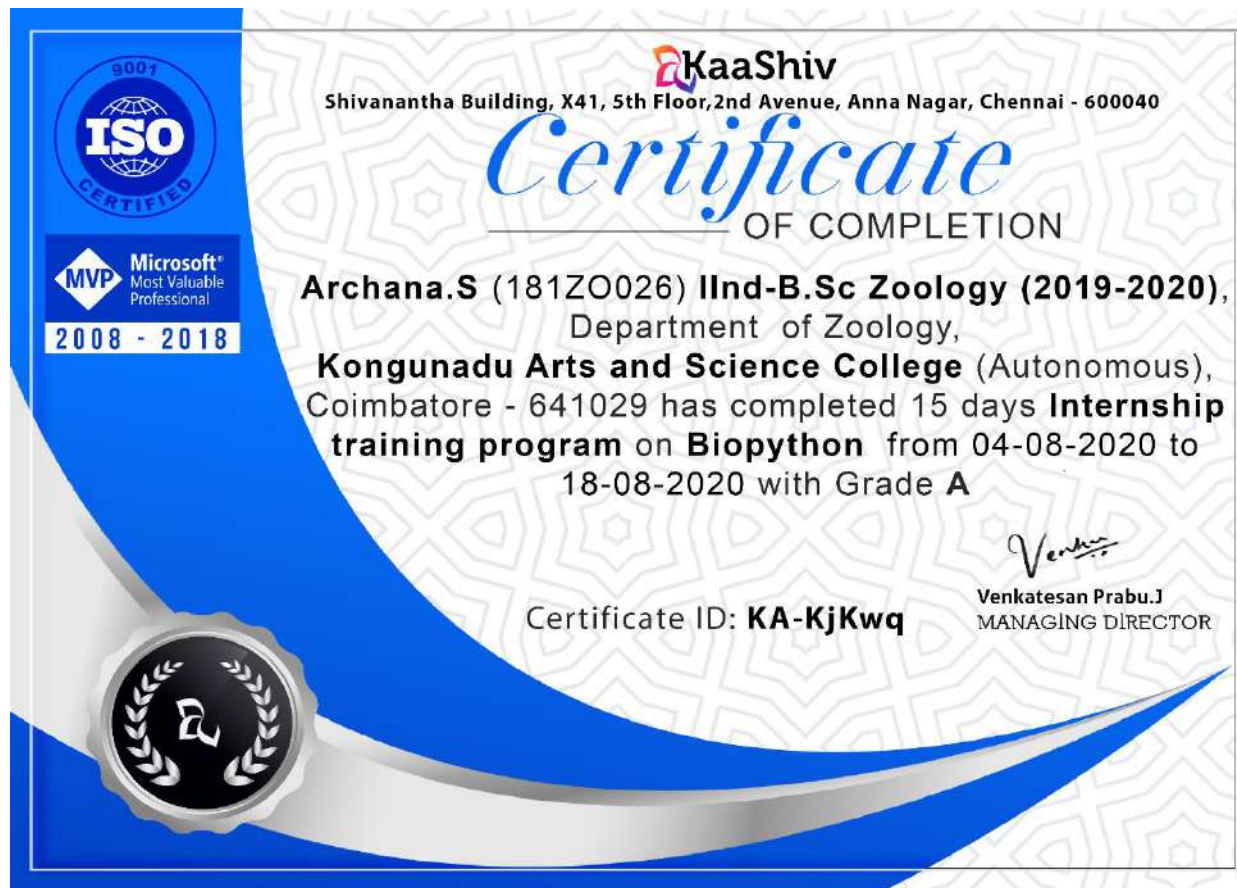 9001
ISO
CERTIFIED
MVP Microsoft®
Most Valuable
Professional
2008 - 2018
KaaShiv
Shivanantha Building, X41, 5th Floor,2nd Avenue, Anna Nagar, Chennai - 600040
Certificate
OF COMPLETION
Archana.S (181ZO026) IInd-B.Sc Zoology (2019-2020),
Department of Zoology,
Kongunadu Arts and Science College (Autonomous),
Coimbatore - 641029 has completed 15 days Internship
training program on Biopython from 04-08-2020 to
18-08-2020 with Grade A
Venkatesan Prabu.J
MANAGING DIRECTOR
Certificate ID: KA-KjKwq